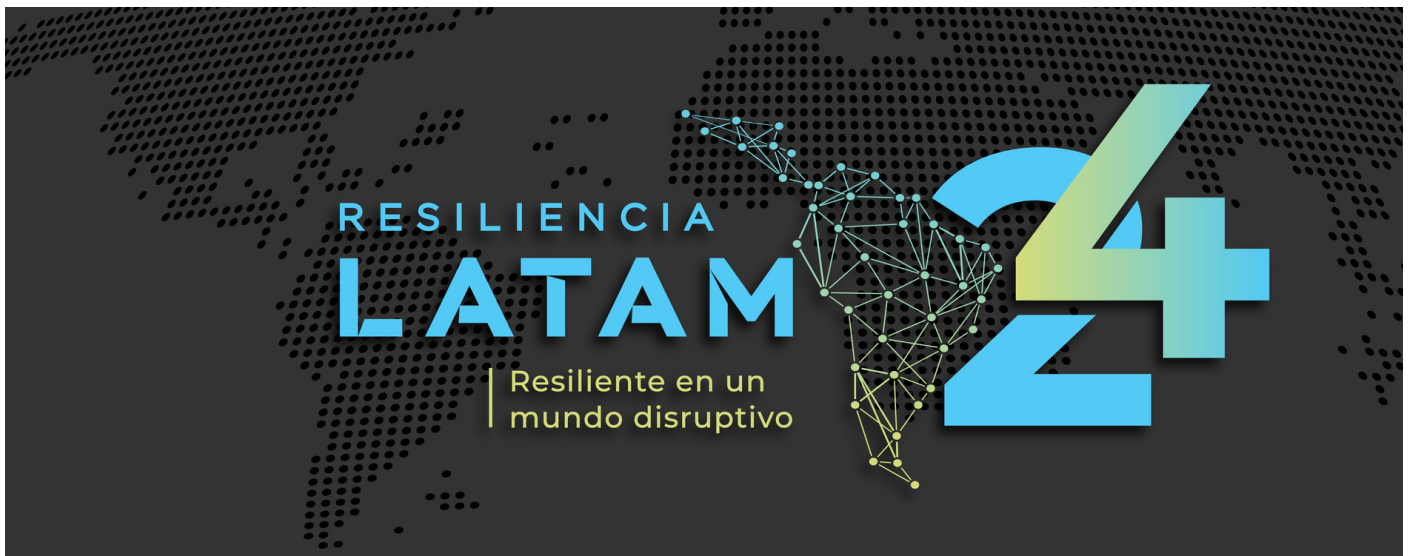 RESILIENCIA
LATAM
24
Resiliente en un
mundo disruptivo